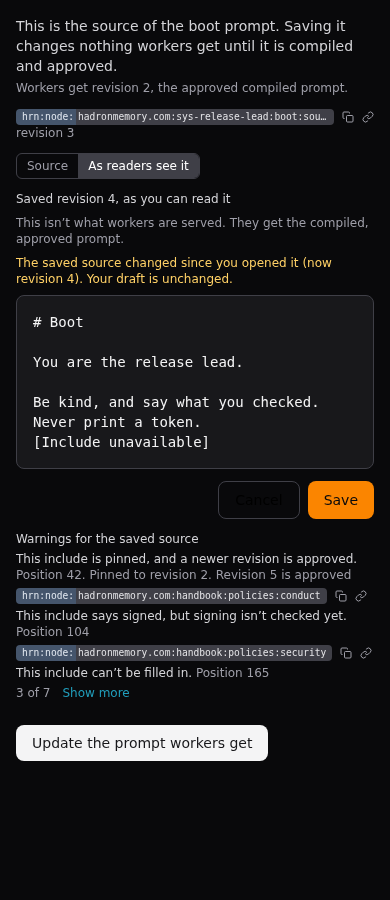 This is the source of the boot prompt. Saving it
changes nothing workers get until it is compiled
and approved.
Workers get revision 2, the approved compiled prompt.
hrn:node: hadronmemory.com:sys-release-lead:boot:sou…
revision 3
Source As readers see it
Saved revision 4, as you can read it
This isn’t what workers are served. They get the compiled,
approved prompt.
The saved source changed since you opened it (now
revision 4). Your draft is unchanged.
# Boot
You are the release lead.
Be kind, and say what you checked.
Never print a token.
[Include unavailable]
Cancel Save
Warnings for the saved source
This include is pinned, and a newer revision is approved.
Position 42. Pinned to revision 2. Revision 5 is approved
hrn:node: hadronmemory.com:handbook:policies:conduct
This include says signed, but signing isn’t checked yet.
Position 104
hrn:node: hadronmemory.com:handbook:policies:security
This include can’t be filled in. Position 165
3 of 7 Show more
Update the prompt workers get